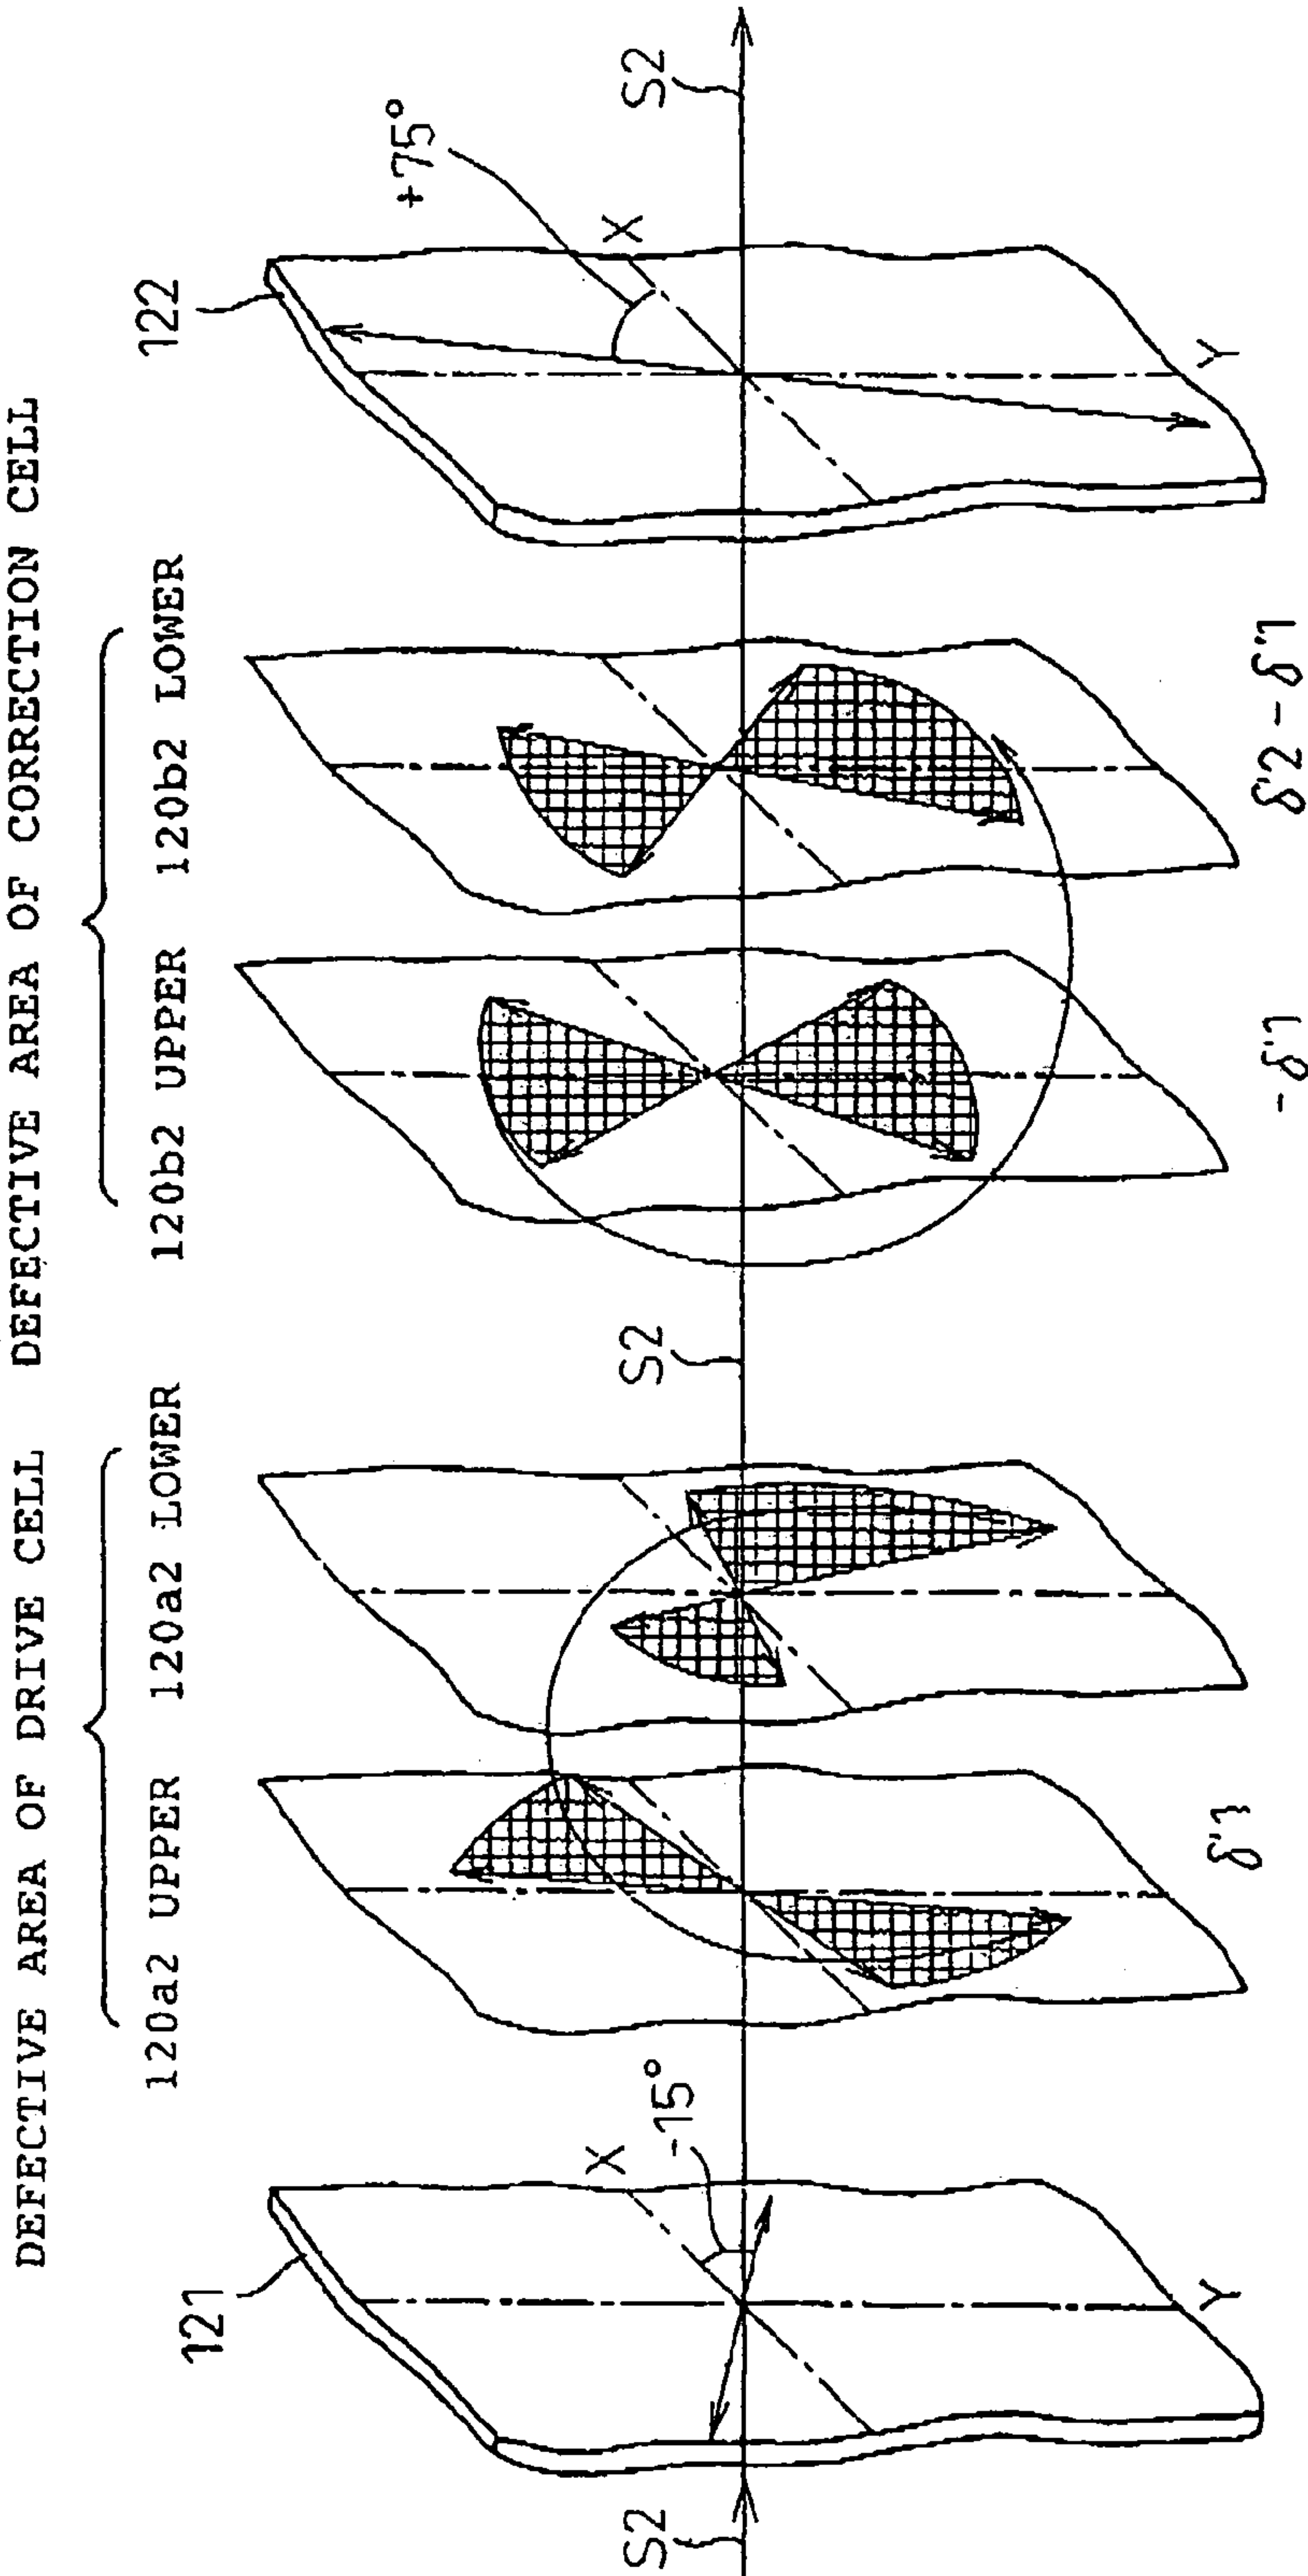 DEFECTIVE AREA OF DRIVE CELL
DEFECTIVE AREA OF CORRECTION CELL
120a2 UPPER
120a2 LOWER
120b2 UPPER
120b2 LOWER
121
122
X
-15°
X
+75°
S2
S2
S2
Y
Y
δ'1
-δ'1
δ'2-δ'1